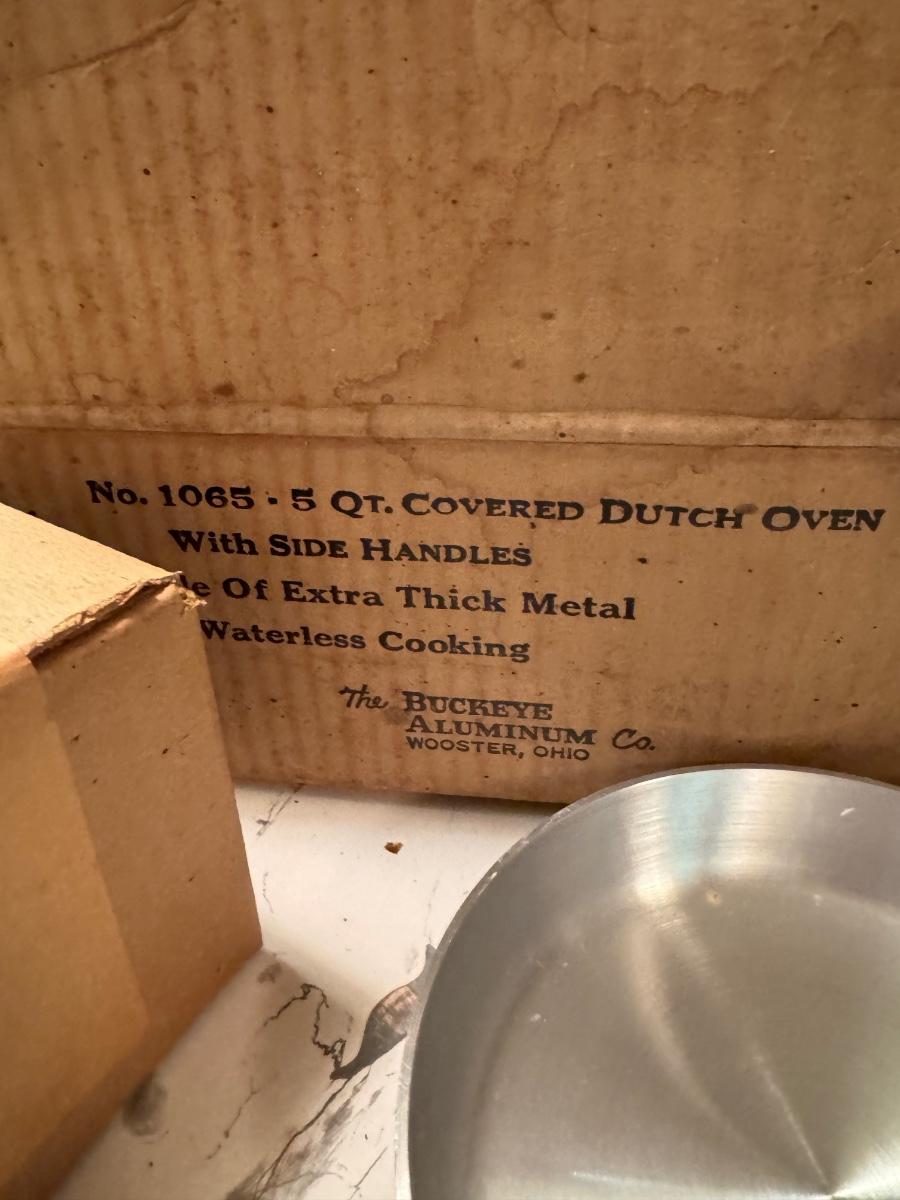 No. 1065 · 5 QT. COVERED DUTCH OVEN
With SIDE HANDLES
e Of Extra Thick Metal
Waterless Cooking
The BUCKEYE
ALUMINUM Co.
WOOSTER, OHIO